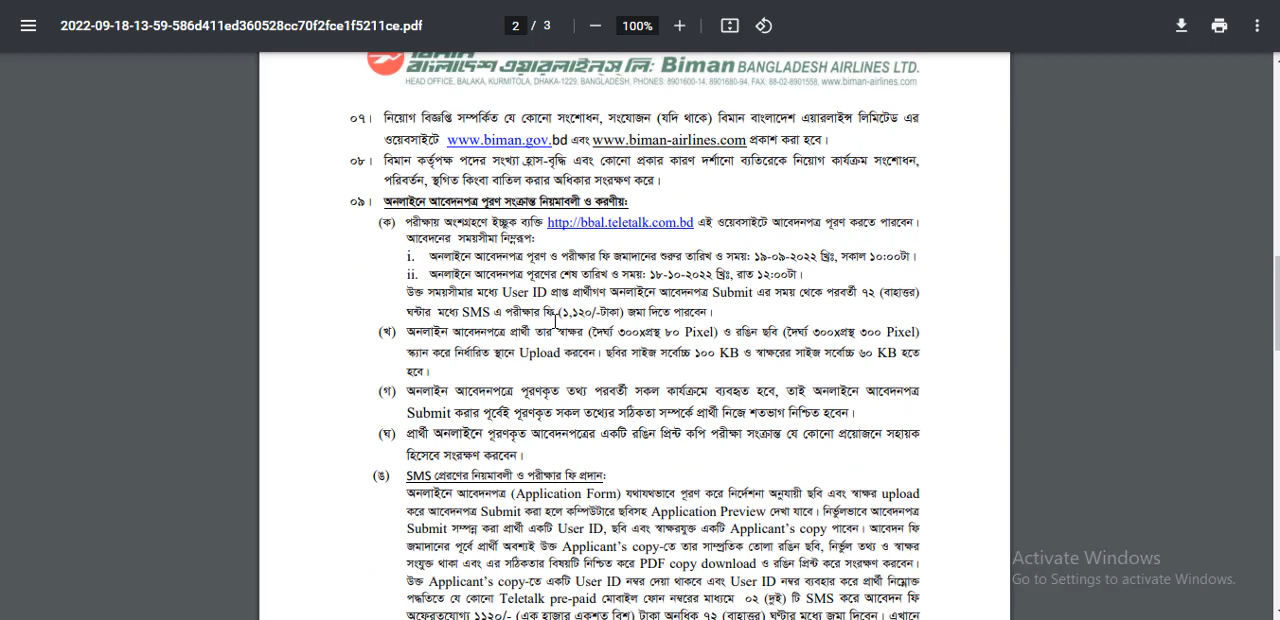 2022-09-18-13-59-586d411ed360528cc70f2fce1f5211ce.pdf
2 / 3
100%
বাংলাদেশ এয়ারলাইন্স লি: Biman BANGLADESH AIRLINES LTD.
HEAD OFFICE, BALAKA, KURMITOLA, DHAKA-1229, BANGLADESH, PHONES: 8901600-14, 8901680-94, FAX: 88-02-8901558, www.biman-airlines.com
০৭। নিয়োগ বিজ্ঞপ্তি সম্পর্কিত যে কোনো সংশোধন, সংযোজন (যদি থাকে) বিমান বাংলাদেশ এয়ারলাইন্স লিমিটেড এর
ওয়েবসাইটে www.biman.gov.bd এবং www.biman-airlines.com প্রকাশ করা হবে।
০৮। বিমান কর্তৃপক্ষ পদের সংখ্যা হ্রাস-বৃদ্ধি এবং কোনো প্রকার কারণ দর্শানো ব্যতিরেকে নিয়োগ কার্যক্রম সংশোধন,
পরিবর্তন, স্থগিত কিংবা বাতিল করার অধিকার সংরক্ষণ করে।
০৯। অনলাইনে আবেদনপত্র পুরণ সংক্রান্ত নিয়মাবলী ও করণীয়:
(ক) পরীক্ষায় অংশগ্রহণে ইচ্ছুক ব্যক্তি http://bbal.teletalk.com.bd এই ওয়েবসাইটে আবেদনপত্র পূরণ করতে পারবেন।
আবেদনের সময়সীমা নিম্নরূপ:
i. অনলাইনে আবেদনপত্র পূরণ ও পরীক্ষার ফি জমাদানের শুরুর তারিখ ও সময়: ১৯-০৯-২০২২ খ্রিঃ, সকাল ১০:০০টা।
ii. অনলাইনে আবেদনপত্র পূরণের শেষ তারিখ ও সময়: ১৮-১০-২০২২ খ্রিঃ, রাত ১২:০০টা।
উক্ত সময়সীমার মধ্যে User ID প্রাপ্ত প্রার্থীগণ অনলাইনে আবেদনপত্র Submit এর সময় থেকে পরবর্তী ৭২ (বাহাত্তর)
ঘন্টার মধ্যে SMS এ পরীক্ষার ফি (১,১২০/-টাকা) জমা দিতে পারবেন।
(খ) অনলাইন আবেদনপত্রে প্রার্থী তার স্বাক্ষর (দৈর্ঘ্য ৩০০xপ্রস্থ ৮০ Pixel) ও রঙিন ছবি (দৈর্ঘ্য ৩০০xপ্রস্থ ৩০০ Pixel)
স্ক্যান করে নির্ধারিত স্থানে Upload করবেন। ছবির সাইজ সর্বোচ্চ ১০০ KB ও স্বাক্ষরের সাইজ সর্বোচ্চ ৬০ KB হতে
হবে।
(গ) অনলাইন আবেদনপত্রে পূরণকৃত তথ্য পরবর্তী সকল কার্যক্রমে ব্যবহৃত হবে, তাই অনলাইনে আবেদনপত্র
Submit করার পূর্বেই পূরণকৃত সকল তথ্যের সঠিকতা সম্পর্কে প্রার্থী নিজে শতভাগ নিশ্চিত হবেন।
(ঘ) প্রার্থী অনলাইনে পূরণকৃত আবেদনপত্রের একটি রঙিন প্রিন্ট কপি পরীক্ষা সংক্রান্ত যে কোনো প্রয়োজনে সহায়ক
হিসেবে সংরক্ষণ করবেন।
(ঙ) SMS প্রেরণের নিয়মাবলী ও পরীক্ষার ফি প্রদান:
অনলাইনে আবেদনপত্র (Application Form) যথাযথভাবে পূরণ করে নির্দেশনা অনুযায়ী ছবি এবং স্বাক্ষর upload
করে আবেদনপত্র Submit করা হলে কম্পিউটারে ছবিসহ Application Preview দেখা যাবে। নির্ভুলভাবে আবেদনপত্র
Submit সম্পন্ন করা প্রার্থী একটি User ID, ছবি এবং স্বাক্ষরযুক্ত একটি Applicant's copy পাবেন। আবেদন ফি
জমাদানের পূর্বে প্রার্থী অবশ্যই উক্ত Applicant's copy-তে তার সাম্প্রতিক তোলা রঙিন ছবি, নির্ভুল তথ্য ও স্বাক্ষর
সংযুক্ত থাকা এবং এর সঠিকতার বিষয়টি নিশ্চিত করে PDF copy download ও রঙিন প্রিন্ট করে সংরক্ষণ করবেন।
উক্ত Applicant's copy-তে একটি User ID নম্বর দেয়া থাকবে এবং User ID নম্বর ব্যবহার করে প্রার্থী নিম্নোক্ত
পদ্ধতিতে যে কোনো Teletalk pre-paid মোবাইল ফোন নম্বরের মাধ্যমে ০২ (দুই) টি SMS করে আবেদন ফি
অফেরতযোগ্য ১১২০/- (এক হাজার একশত বিশ) টাকা অনধিক ৭২ (বাহাত্তর) ঘন্টার মধ্যে জমা দিবেন। এখানে
Activate Windows
Go to Settings to activate Windows.